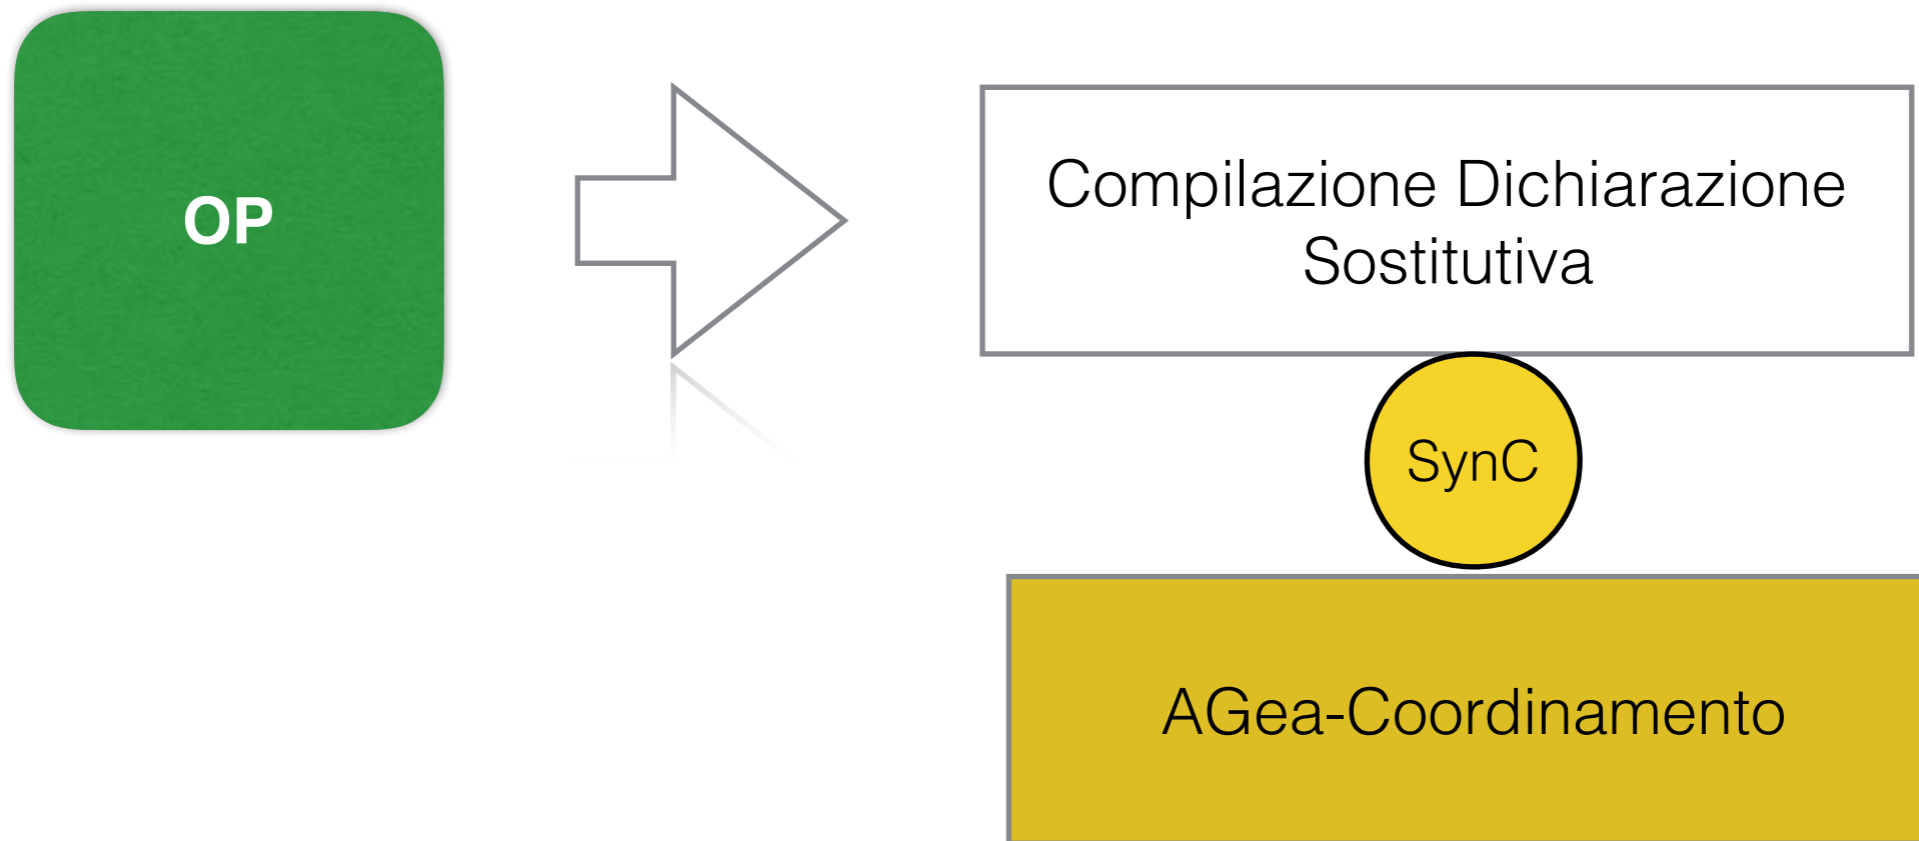 OP
Compilazione Dichiarazione
Sostitutiva
SynC
AGea-Coordinamento